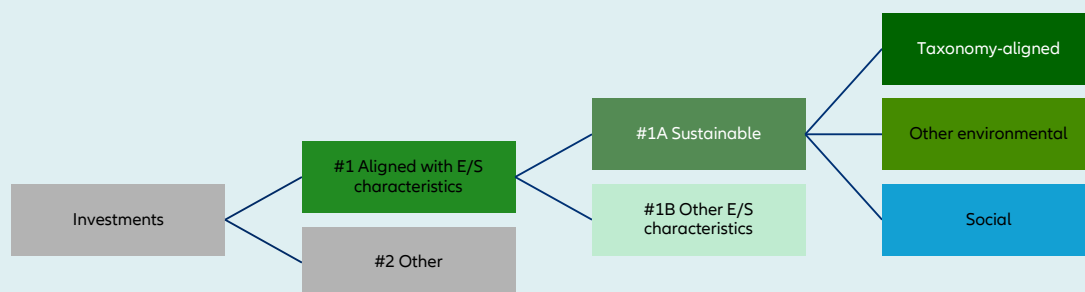 Investments
#1 Aligned with E/S
characteristics
#2 Other
#1A Sustainable
#1B Other E/S
characteristics
Taxonomy-aligned
Other environmental
Social